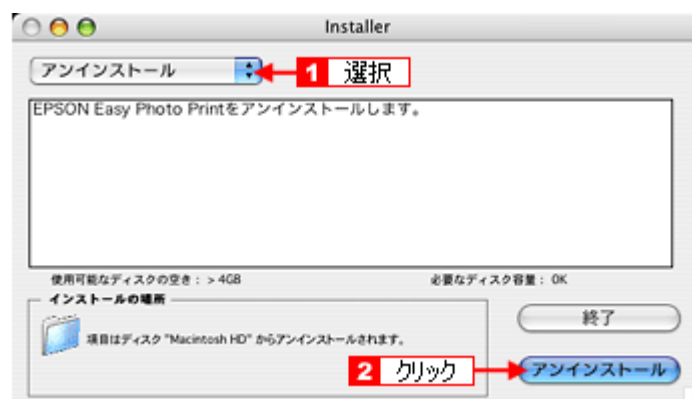 Installer
アンインストール
1 選択
EPSON Easy Photo Printをアンインストールします。
使用可能なディスクの空き： > 4GB
必要なディスク容量： OK
インストールの場所
項目はディスク "Macintosh HD" からアンインストールされます。
終了
2 クリック
アンインストール